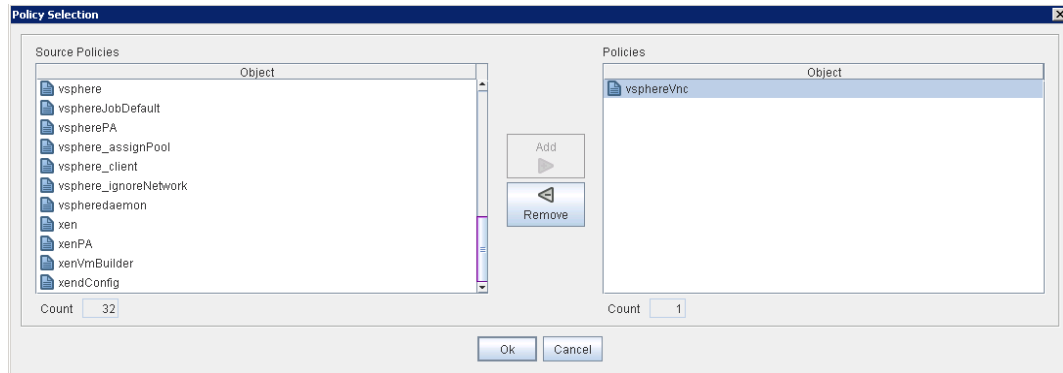 Policy Selection
Source Policies
Object
vsphere
vsphereJobDefault
vspherePA
vsphere_assignPool
vsphere_client
vsphere_ignoreNetwork
vspheredaemon
xen
xenPA
xenVmBuilder
xendConfig
Count 32
Add
Remove
Policies
Object
vsphereVnc
Count 1
Ok
Cancel